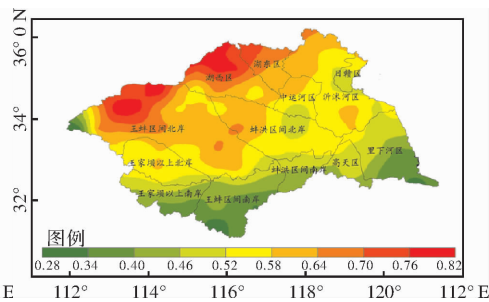 36° N
34°
32°
湖西区
湖东区
日赣区
中运河区
沂沭河区
王蚌区间北岸
蚌洪区间北岸
里下河区
王家坝以上北岸
蚌洪区间南岸
高天区
王家坝以上南岸
王蚌区间南岸
图例
0.28 0.34 0.40 0.46 0.52 0.58 0.64 0.70 0.76 0.82
E 112° 114° 116° 118° 120° 122° E